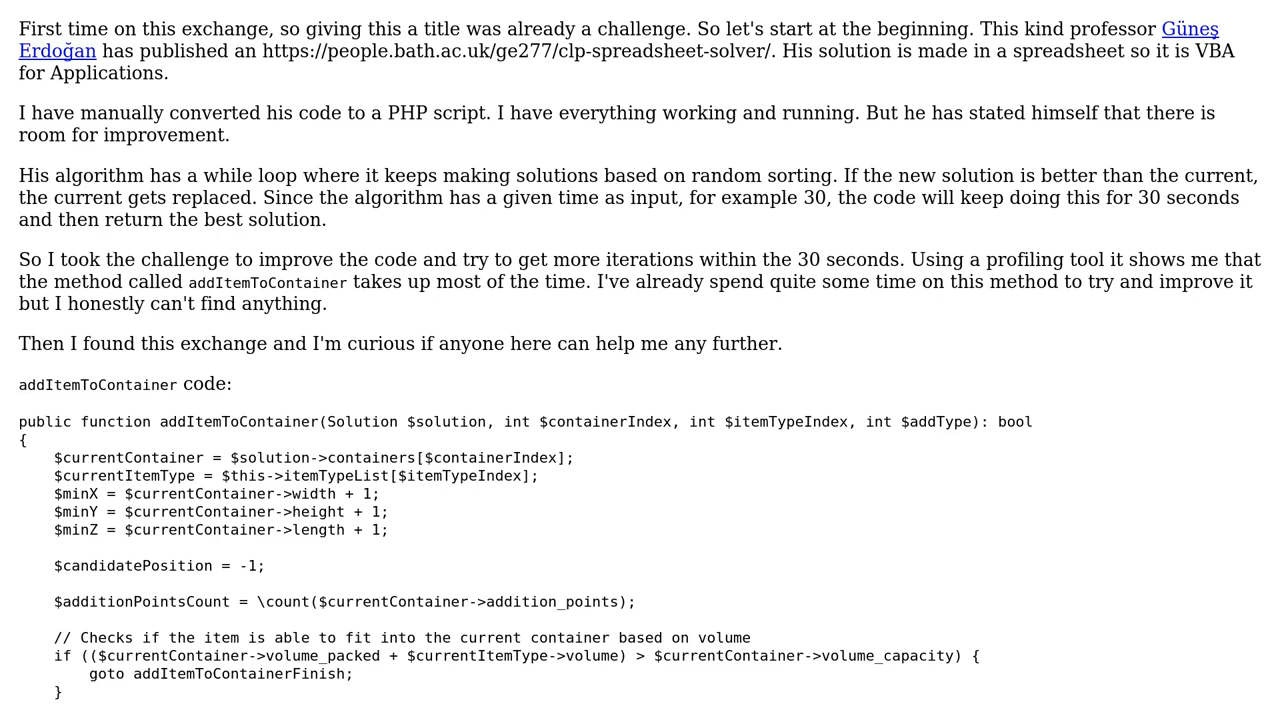 First time on this exchange, so giving this a title was already a challenge. So let's start at the beginning. This kind professor Güneş
Erdoğan has published an https://people.bath.ac.uk/ge277/clp-spreadsheet-solver/. His solution is made in a spreadsheet so it is VBA
for Applications.
I have manually converted his code to a PHP script. I have everything working and running. But he has stated himself that there is
room for improvement.
His algorithm has a while loop where it keeps making solutions based on random sorting. If the new solution is better than the current,
the current gets replaced. Since the algorithm has a given time as input, for example 30, the code will keep doing this for 30 seconds
and then return the best solution.
So I took the challenge to improve the code and try to get more iterations within the 30 seconds. Using a profiling tool it shows me that
the method called addItemToContainer takes up most of the time. I've already spend quite some time on this method to try and improve it
but I honestly can't find anything.
Then I found this exchange and I'm curious if anyone here can help me any further.
addItemToContainer code:
public function addItemToContainer(Solution $solution, int $containerIndex, int $itemTypeIndex, int $addType): bool
{
    $currentContainer = $solution->containers[$containerIndex];
    $currentItemType = $this->itemTypeList[$itemTypeIndex];
    $minX = $currentContainer->width + 1;
    $minY = $currentContainer->height + 1;
    $minZ = $currentContainer->length + 1;
    $candidatePosition = -1;
    $additionPointsCount = \count($currentContainer->addition_points);
    // Checks if the item is able to fit into the current container based on volume
    if (($currentContainer->volume_packed + $currentItemType->volume) > $currentContainer->volume_capacity) {
        goto addItemToContainerFinish;
    }